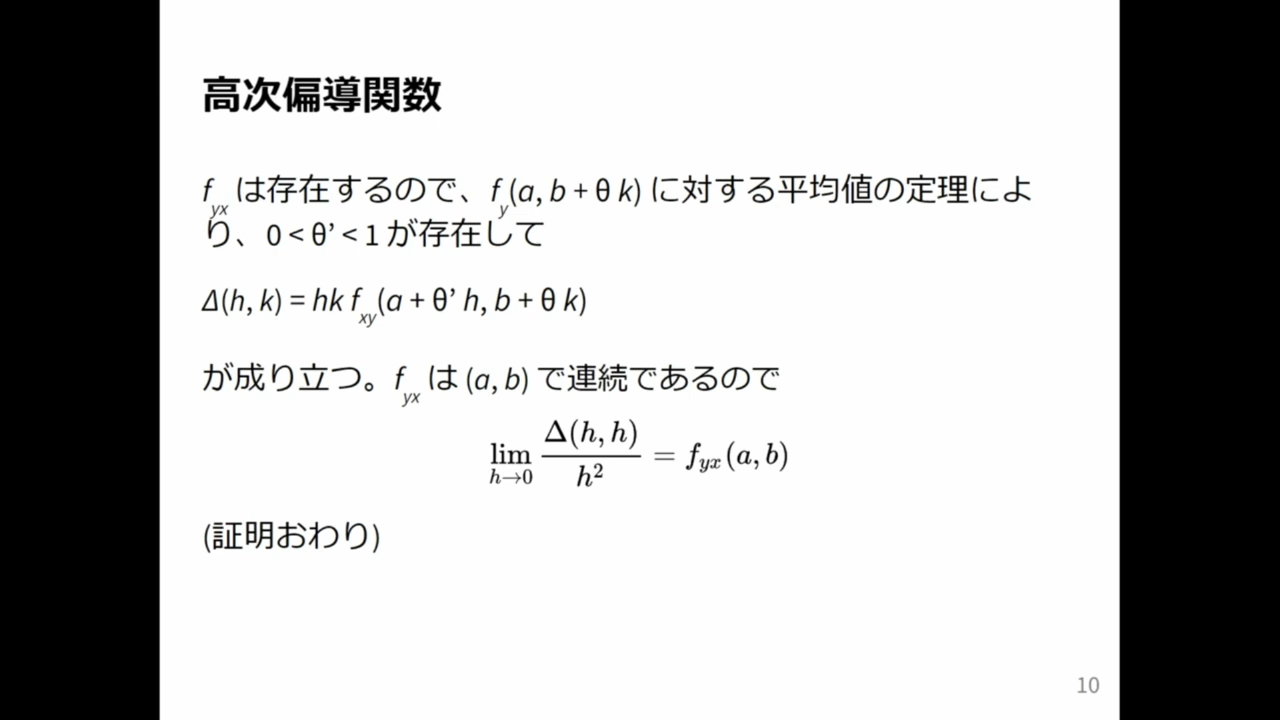 高次偏導関数
f_yx は存在するので、f_y(a, b + θ k) に対する平均値の定理によ
り、0 < θ’ < 1 が存在して
Δ(h, k) = hk f_xy(a + θ’ h, b + θ k)
が成り立つ。f_yx は (a, b) で連続であるので
lim_{h→0} Δ(h, h)/h² = f_yx(a, b)
(証明おわり)
10